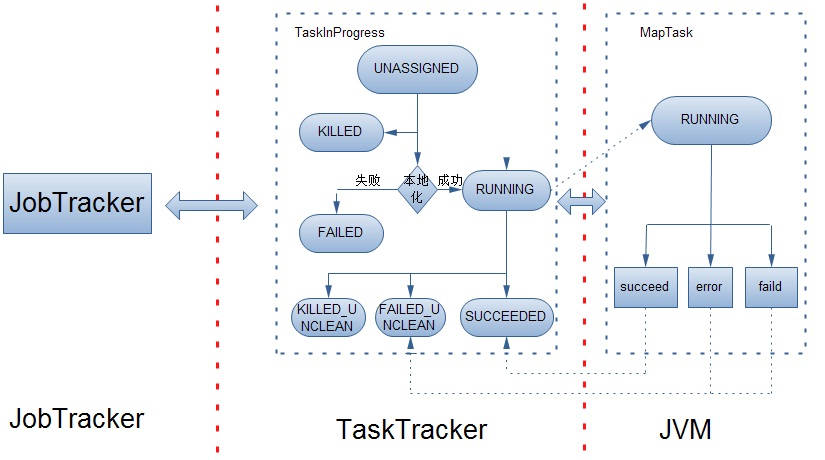 TaskInProgress
MapTask
UNASSIGNED
KILLED
RUNNING
失败
本地
化
成功
RUNNING
JobTracker
FAILED
succeed
error
faild
KILLED_U
NCLEAN
FAILED_U
NCLEAN
SUCCEEDED
JobTracker
TaskTracker
JVM